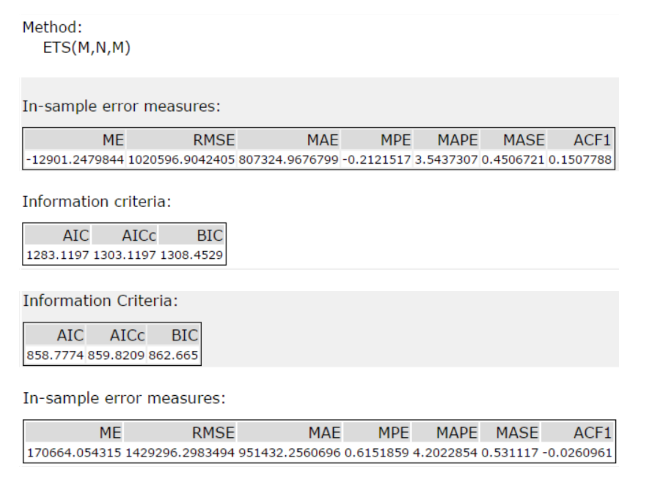 Method:
ETS(M,N,M)
In-sample error measures:
ME RMSE MAE MPE MAPE MASE ACF1
-12901.2479844 1020596.9042405 807324.9676799 -0.2121517 3.5437307 0.4506721 0.1507788
Information criteria:
AIC AICc BIC
1283.1197 1303.1197 1308.4529
Information Criteria:
AIC AICc BIC
858.7774 859.8209 862.665
In-sample error measures:
ME RMSE MAE MPE MAPE MASE ACF1
170664.054315 1429296.2983494 951432.2560696 0.6151859 4.2022854 0.531117 -0.0260961